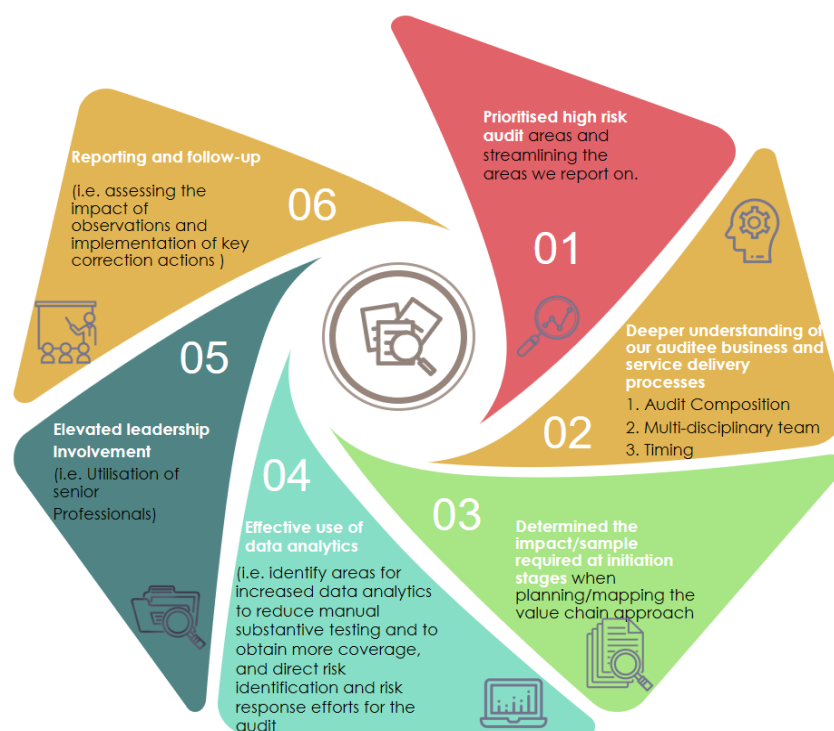 01
Prioritised high risk
audit areas and
streamlining the
areas we report on.
02
Deeper understanding of
our auditee business and
service delivery
processes
1. Audit Composition
2. Multi-disciplinary team
3. Timing
03
Determined the
impact/sample
required at initiation
stages when
planning/mapping the
value chain approach
04
Effective use of
data analytics
(i.e. identify areas for
increased data analytics
to reduce manual
substantive testing and to
obtain more coverage,
and direct risk
identification and risk
response efforts for the
audit
05
Elevated leadership
Involvement
(i.e. Utilisation of
senior
Professionals)
06
Reporting and follow-up
(i.e. assessing the
impact of
observations and
implementation of key
correction actions )